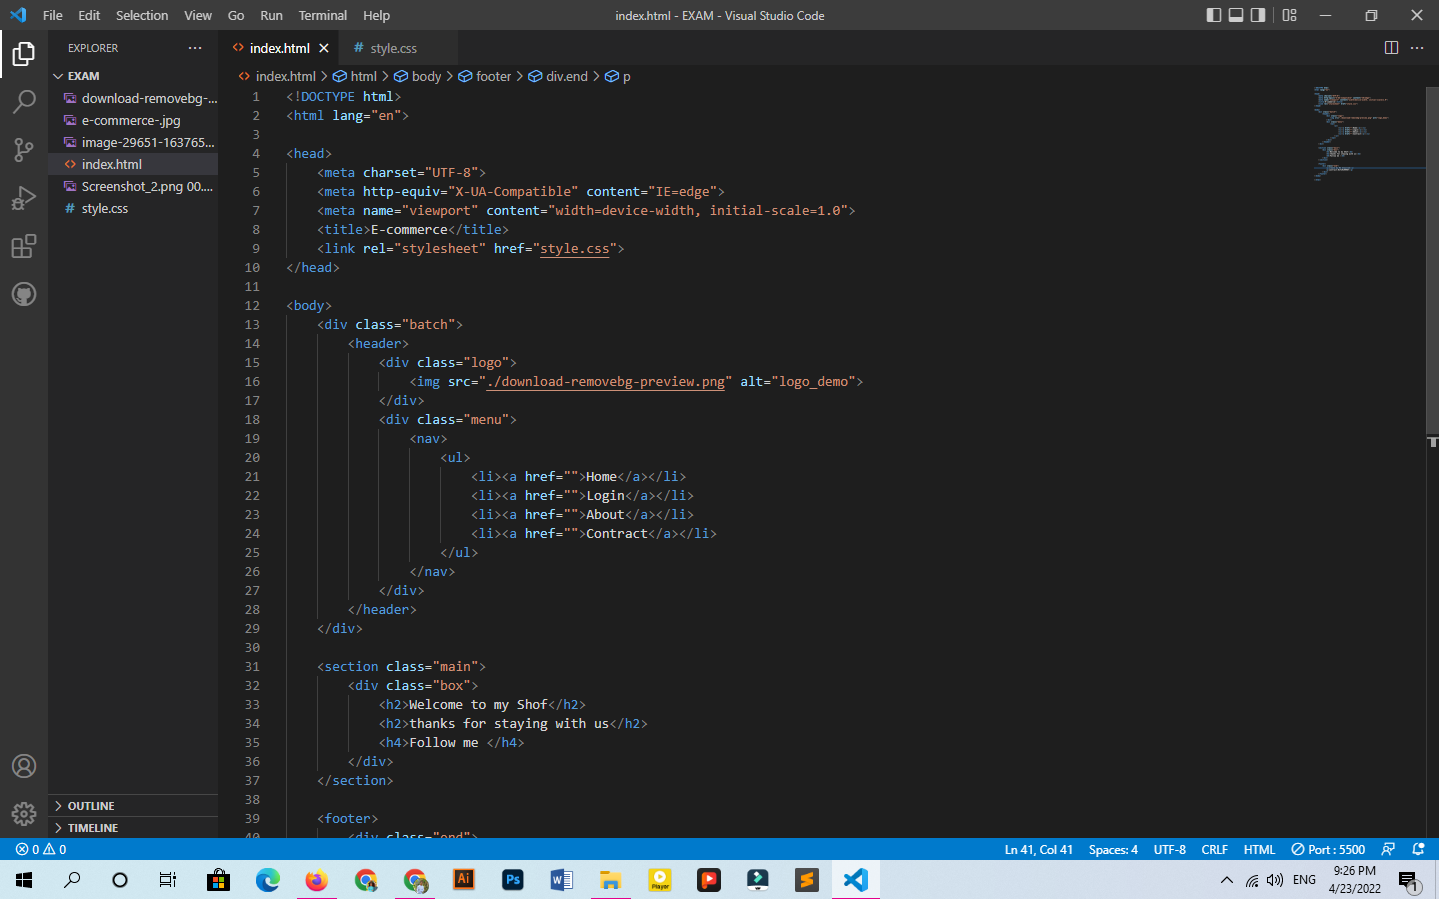 File Edit Selection View Go Run Terminal Help
index.html - EXAM - Visual Studio Code
EXPLORER
index.html
style.css
EXAM
download-removebg-...
e-commerce-.jpg
image-29651-163765...
index.html
Screenshot_2.png 00....
style.css
OUTLINE
TIMELINE
index.html > html > body > footer > div.end > p
1 <!DOCTYPE html>
2 <html lang="en">
3
4 <head>
5 <meta charset="UTF-8">
6 <meta http-equiv="X-UA-Compatible" content="IE=edge">
7 <meta name="viewport" content="width=device-width, initial-scale=1.0">
8 <title>E-commerce</title>
9 <link rel="stylesheet" href="style.css">
10 </head>
11
12 <body>
13 <div class="batch">
14 <header>
15 <div class="logo">
16 <img src="./download-removebg-preview.png" alt="logo_demo">
17 </div>
18 <div class="menu">
19 <nav>
20 <ul>
21 <li><a href="">Home</a></li>
22 <li><a href="">Login</a></li>
23 <li><a href="">About</a></li>
24 <li><a href="">Contract</a></li>
25 </ul>
26 </nav>
27 </div>
28 </header>
29 </div>
30
31 <section class="main">
32 <div class="box">
33 <h2>Welcome to my Shof</h2>
34 <h2>thanks for staying with us</h2>
35 <h4>Follow me </h4>
36 </div>
37 </section>
38
39 <footer>
40 <div class="end">
0 0
Ln 41, Col 41 Spaces: 4 UTF-8 CRLF HTML Port : 5500
Ai
Ps
W
Player
P
S
ENG
9:26 PM
4/23/2022
1